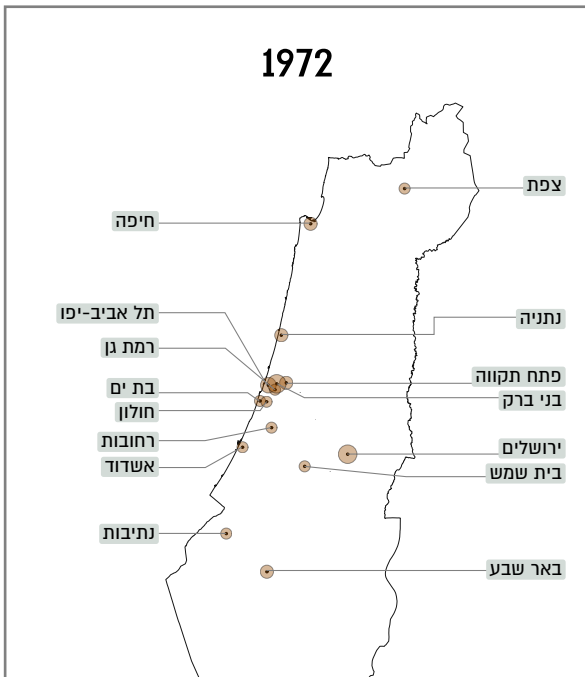 1972
צפת
חיפה
נתניה
תל אביב-יפו
רמת גן
פתח תקווה
בני ברק
בת ים
חולון
רחובות
אשדוד
ירושלים
בית שמש
נתיבות
באר שבע